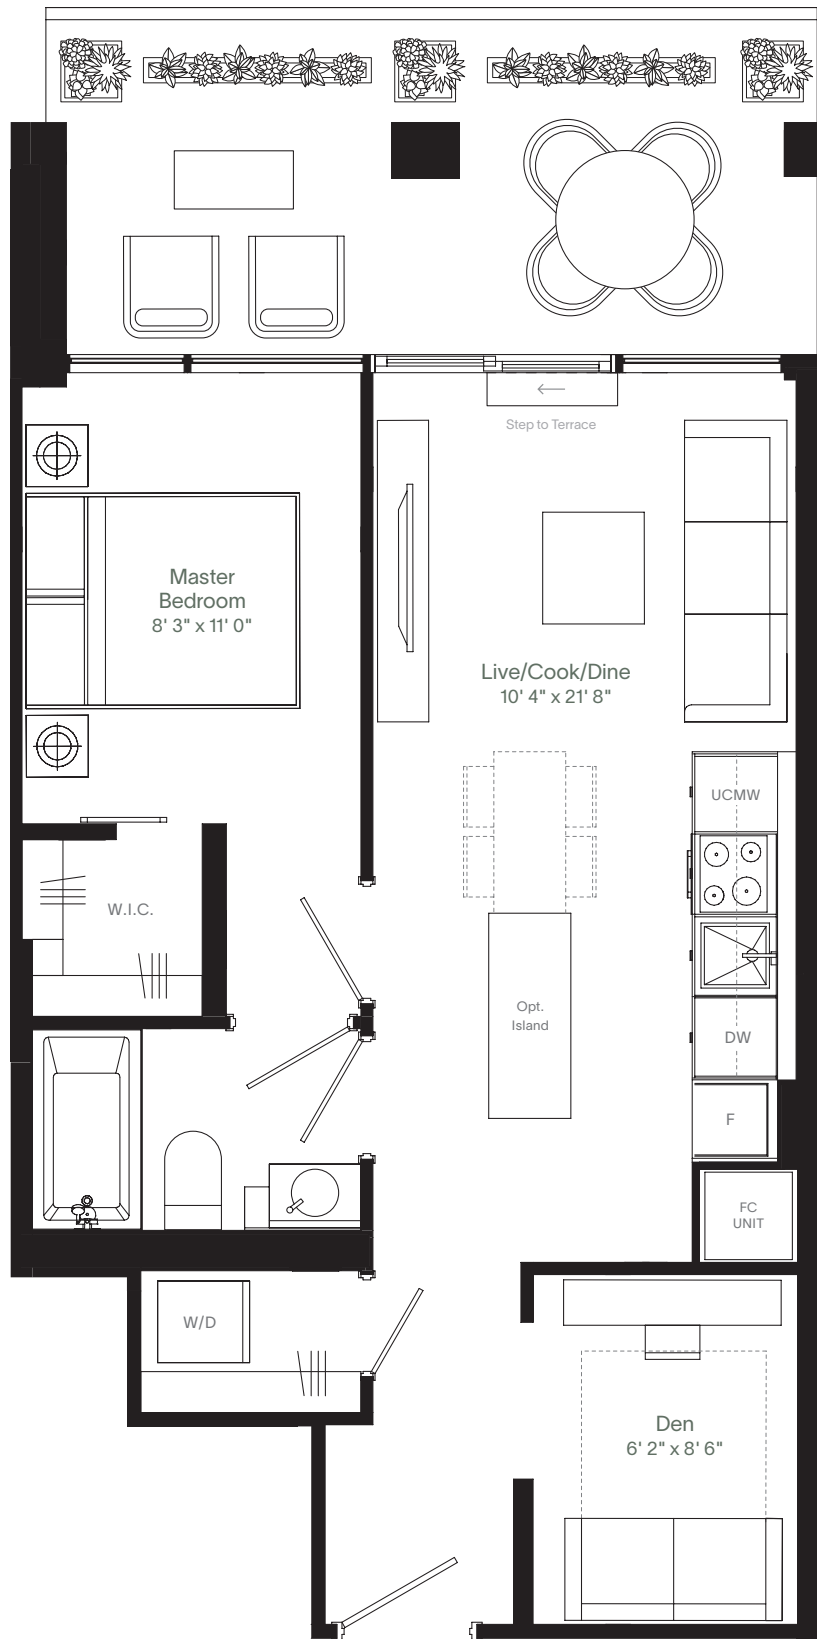 Step to Terrace
Master
Bedroom
8' 3" x 11' 0"
Live/Cook/Dine
10' 4" x 21' 8"
UCMW
W.I.C.
Opt.
Island
DW
F
FC
UNIT
W/D
Den
6' 2" x 8' 6"